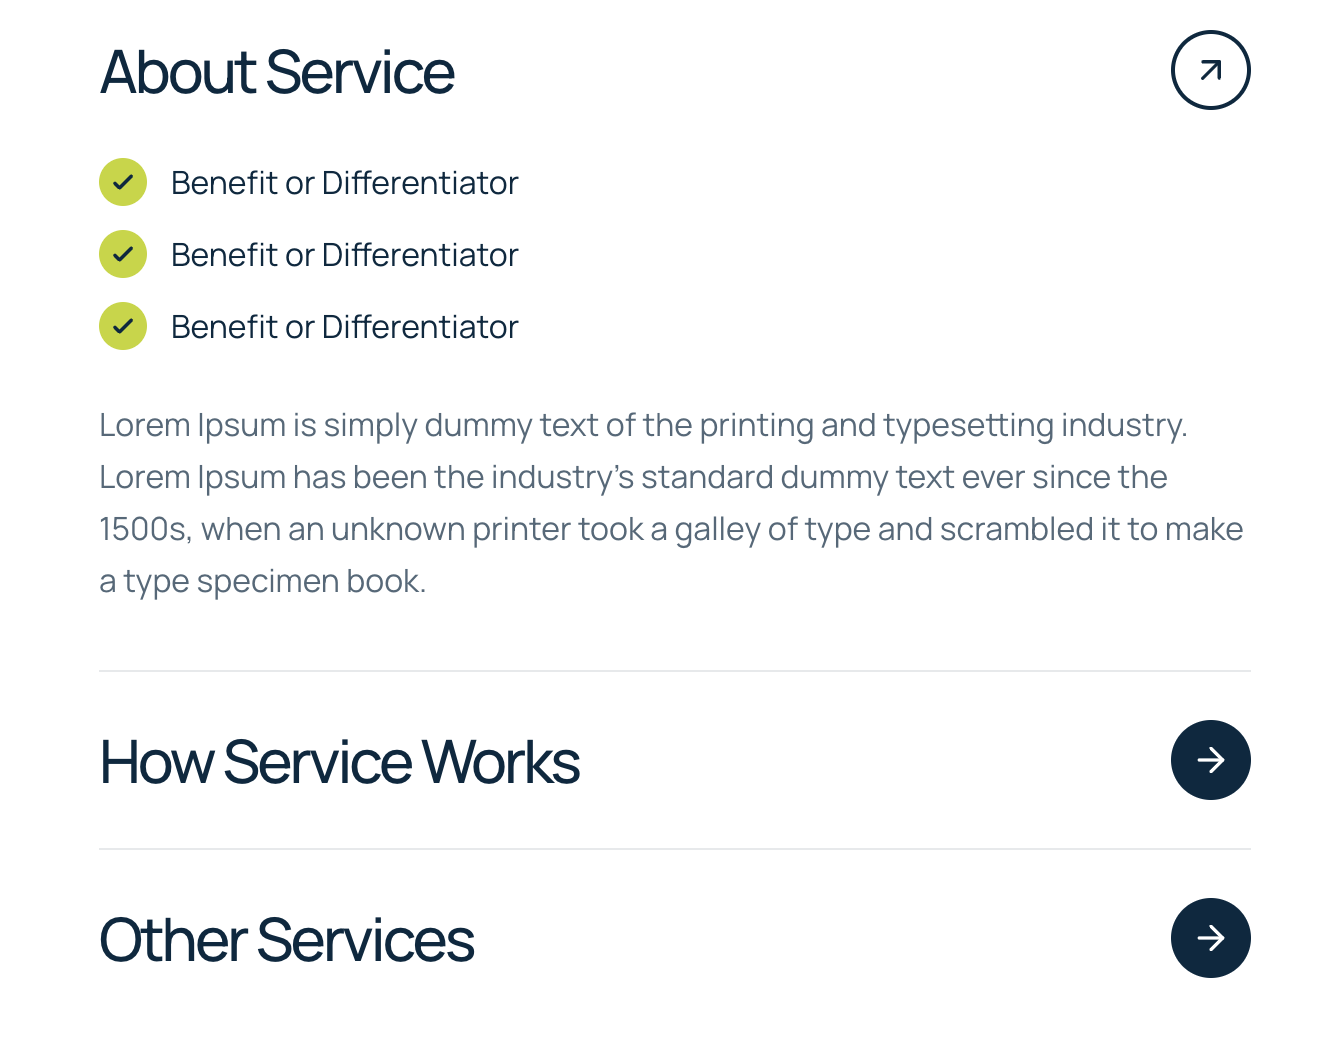 About Service
Benefit or Differentiator
Benefit or Differentiator
Benefit or Differentiator
Lorem Ipsum is simply dummy text of the printing and typesetting industry.
Lorem Ipsum has been the industry’s standard dummy text ever since the
1500s, when an unknown printer took a galley of type and scrambled it to make
a type specimen book.
How Service Works
Other Services